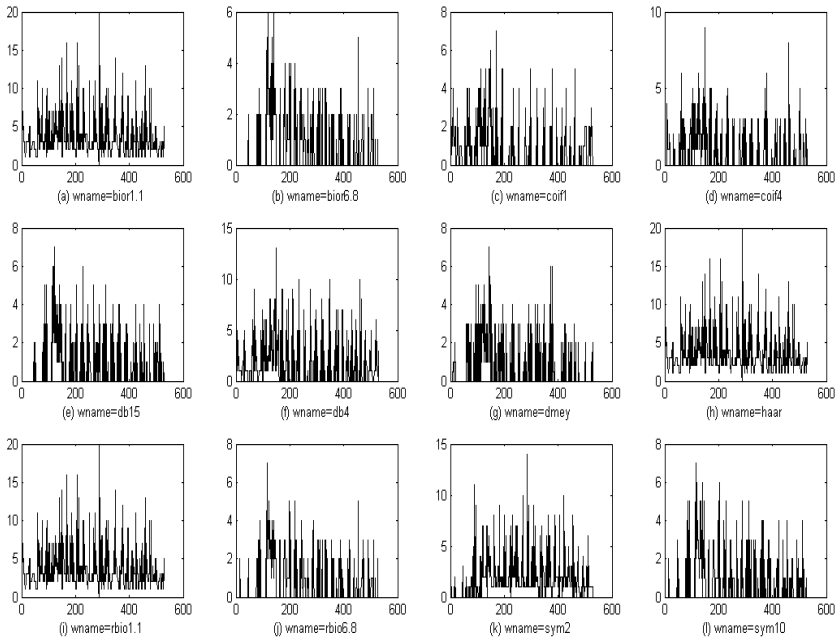 20
15
10
5
0
0 200 400 600
(a) wname=bior1.1
6
4
2
0
0 200 400 600
(b) wname=bior6.8
8
6
4
2
0
0 200 400 600
(c) wname=coif1
10
5
0
0 200 400 600
(d) wname=coif4
8
6
4
2
0
0 200 400 600
(e) wname=db15
15
10
5
0
0 200 400 600
(f) wname=db4
8
6
4
2
0
0 200 400 600
(g) wname=dmey
20
15
10
5
0
0 200 400 600
(h) wname=haar
20
15
10
5
0
0 200 400 600
(i) wname=rbio1.1
8
6
4
2
0
0 200 400 600
(j) wname=rbio6.8
15
10
5
0
0 200 400 600
(k) wname=sym2
8
6
4
2
0
0 200 400 600
(l) wname=sym10